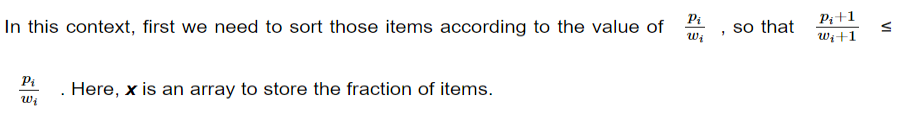 In this context, first we need to sort those items according to the value of $\frac{p_i}{w_i}$ , so that $\frac{p_i+1}{w_i+1}$ ≤
$\frac{p_i}{w_i}$ . Here, x is an array to store the fraction of items.